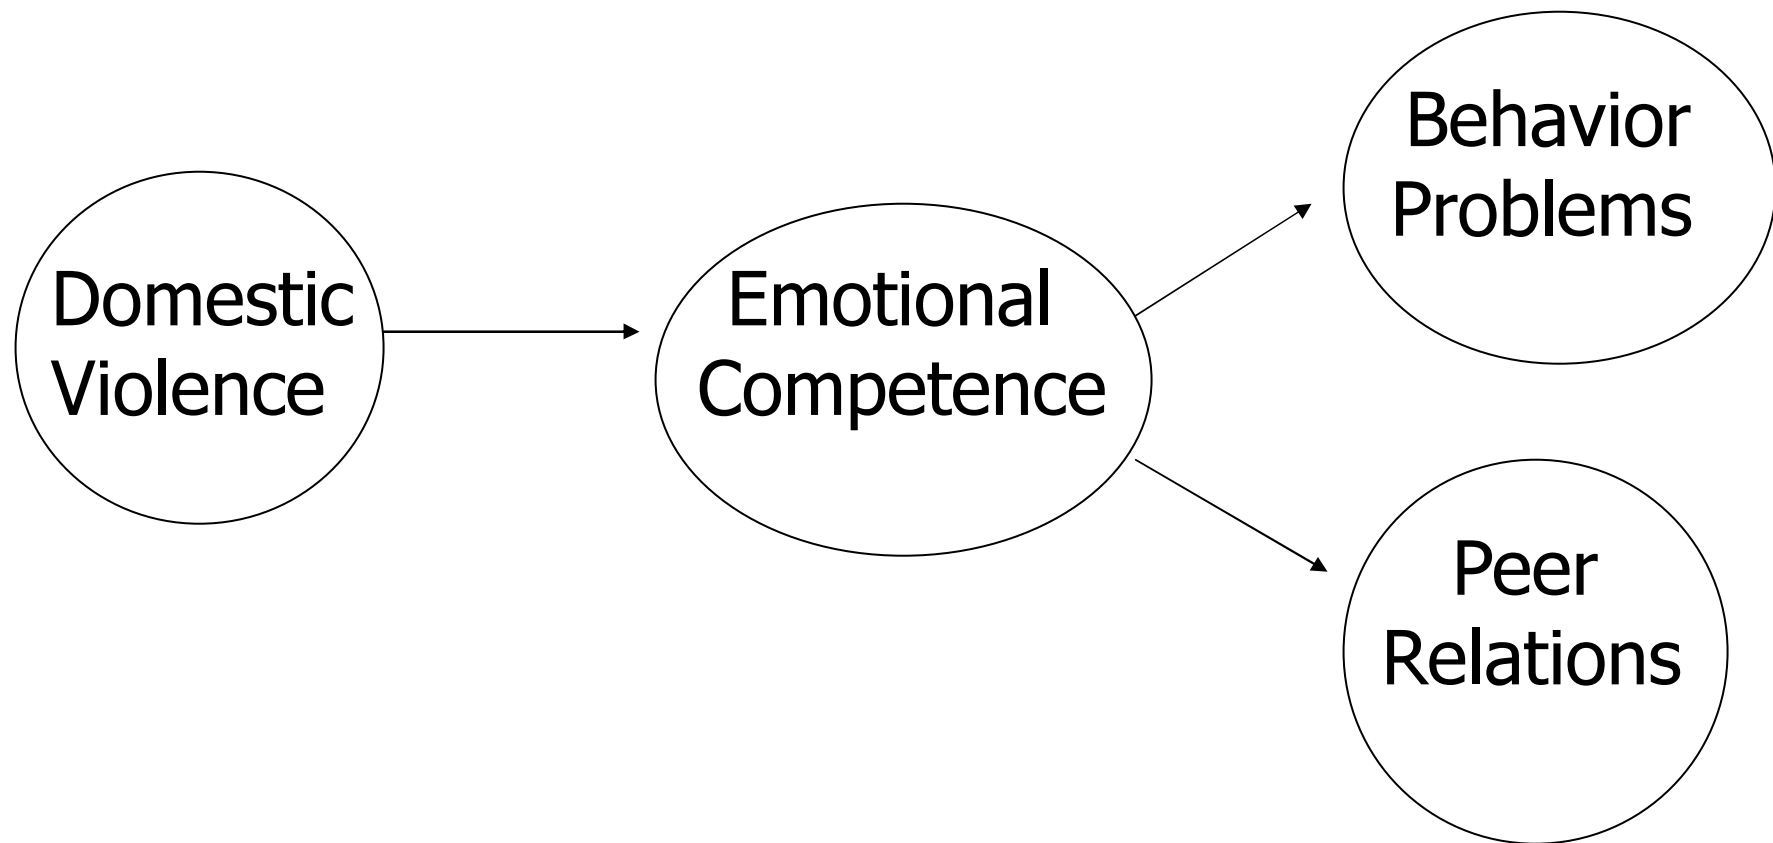 Domestic
Violence
Emotional
Competence
Behavior
Problems
Peer
Relations